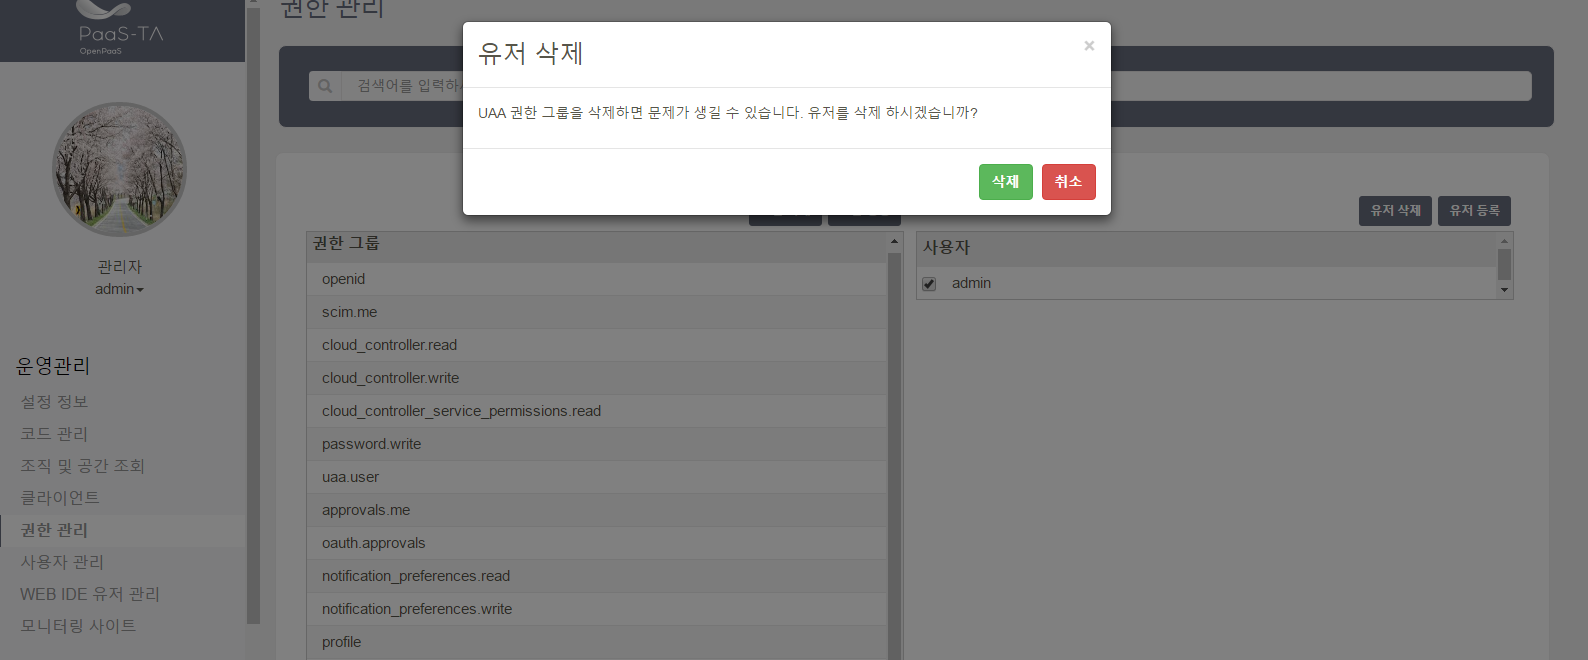 PaaS-TA
OpenPaaS
관리자
admin
운영관리
설정 정보
코드 관리
조직 및 공간 조회
클라이언트
권한 관리
사용자 관리
WEB IDE 유저 관리
모니터링 사이트
권한 관리
검색어를 입력하
유저 삭제
×
UAA 권한 그룹을 삭제하면 문제가 생길 수 있습니다. 유저를 삭제 하시겠습니까?
삭제
취소
유저 삭제
유저 등록
권한 그룹
openid
scim.me
cloud_controller.read
cloud_controller.write
cloud_controller_service_permissions.read
password.write
uaa.user
approvals.me
oauth.approvals
notification_preferences.read
notification_preferences.write
profile
사용자
admin